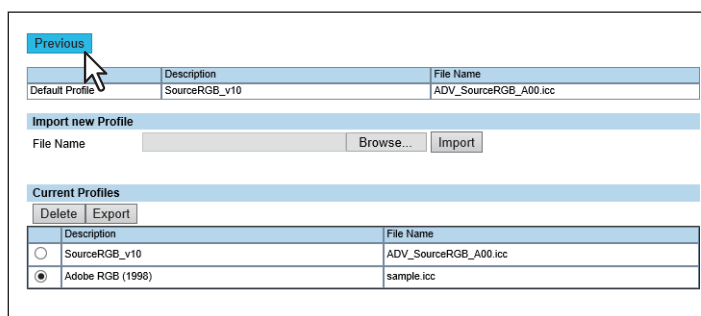 Previous
Description File Name
Default Profile SourceRGB_v10 ADV_SourceRGB_A00.icc
Import new Profile
File Name Browse... Import
Current Profiles
Delete Export
Description File Name
SourceRGB_v10 ADV_SourceRGB_A00.icc
Adobe RGB (1998) sample.icc